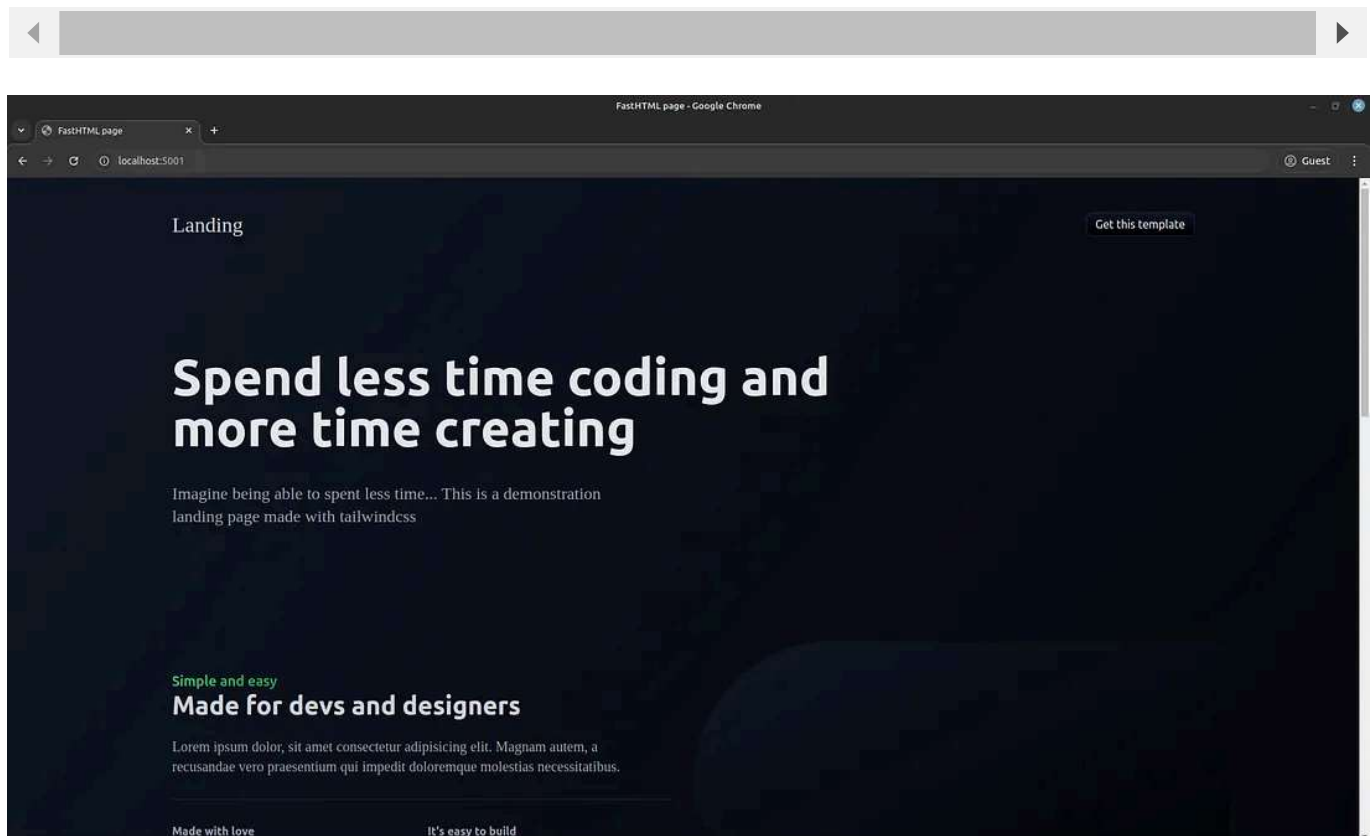 FastHTML page - Google Chrome
FastHTML page
localhost:5001
Guest
Landing
Get this template
Spend less time coding and
more time creating
Imagine being able to spent less time... This is a demonstration
landing page made with tailwindcss
Simple and easy
Made for devs and designers
Lorem ipsum dolor, sit amet consectetur adipisicing elit. Magnam autem, a
recusandae vero praesentium qui impedit doloremque molestias necessitatibus.
Made with love
It's easy to build